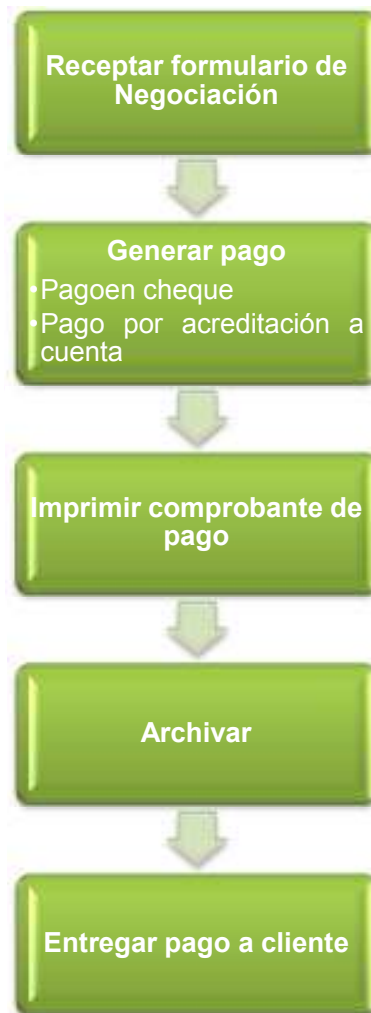 Receptar formulario de
Negociación
Generar pago
•Pagoen cheque
•Pago por acreditación a
cuenta
Imprimir comprobante de
pago
Archivar
Entregar pago a cliente